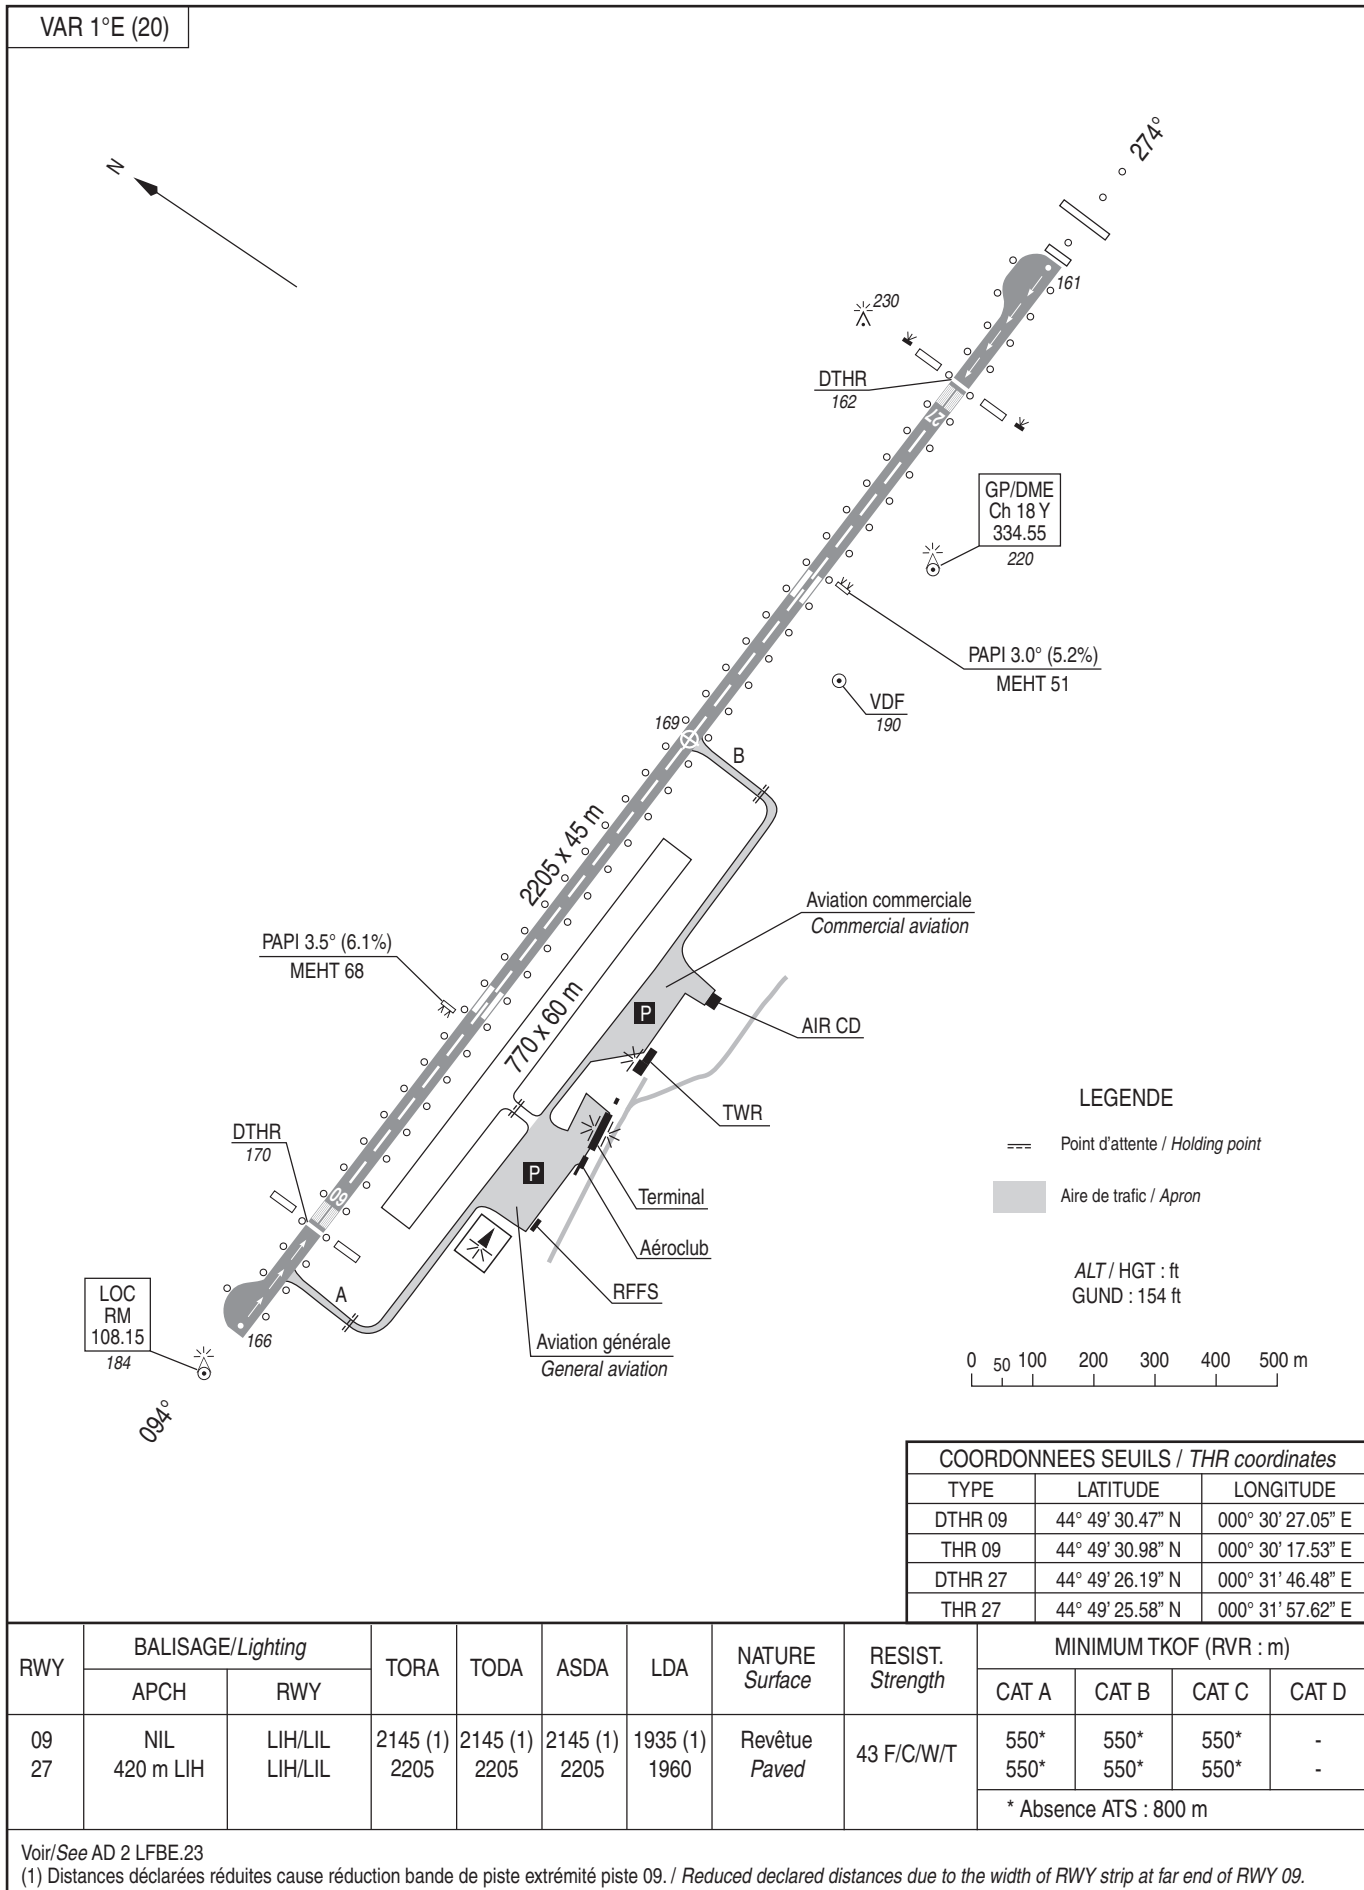 VAR 1°E (20)
N
274°
161
230
DTHR
162
27
GP/DME
Ch 18 Y
334.55
220
PAPI 3.0° (5.2%)
MEHT 51
VDF
190
169
B
2205 x 45 m
Aviation commerciale
Commercial aviation
PAPI 3.5° (6.1%)
MEHT 68
P
770 x 60 m
AIR CD
TWR
LEGENDE
DTHR
170
Point d'attente / Holding point
P
09
Terminal
Aire de trafic / Apron
Aéroclub
A
RFFS
ALT / HGT : ft
GUND : 154 ft
LOC
RM
108.15
184
166
Aviation générale
General aviation
0 50 100 200 300 400 500 m
094°
COORDONNEES SEUILS / THR coordinates
TYPE LATITUDE LONGITUDE
DTHR 09 44° 49' 30.47" N 000° 30' 27.05" E
THR 09 44° 49' 30.98" N 000° 30' 17.53" E
DTHR 27 44° 49' 26.19" N 000° 31' 46.48" E
THR 27 44° 49' 25.58" N 000° 31' 57.62" E
RWY BALISAGE/Lighting TORA TODA ASDA LDA NATURE Surface RESIST. Strength MINIMUM TKOF (RVR : m)
APCH RWY CAT A CAT B CAT C CAT D
09 NIL LIH/LIL 2145 (1) 2145 (1) 2145 (1) 1935 (1) Revêtue 43 F/C/W/T 550* 550* 550* -
27 420 m LIH LIH/LIL 2205 2205 2205 1960 Paved 550* 550* 550* -
* Absence ATS : 800 m
Voir/See AD 2 LFBE.23
(1) Distances déclarées réduites cause réduction bande de piste extrémité piste 09. / Reduced declared distances due to the width of RWY strip at far end of RWY 09.